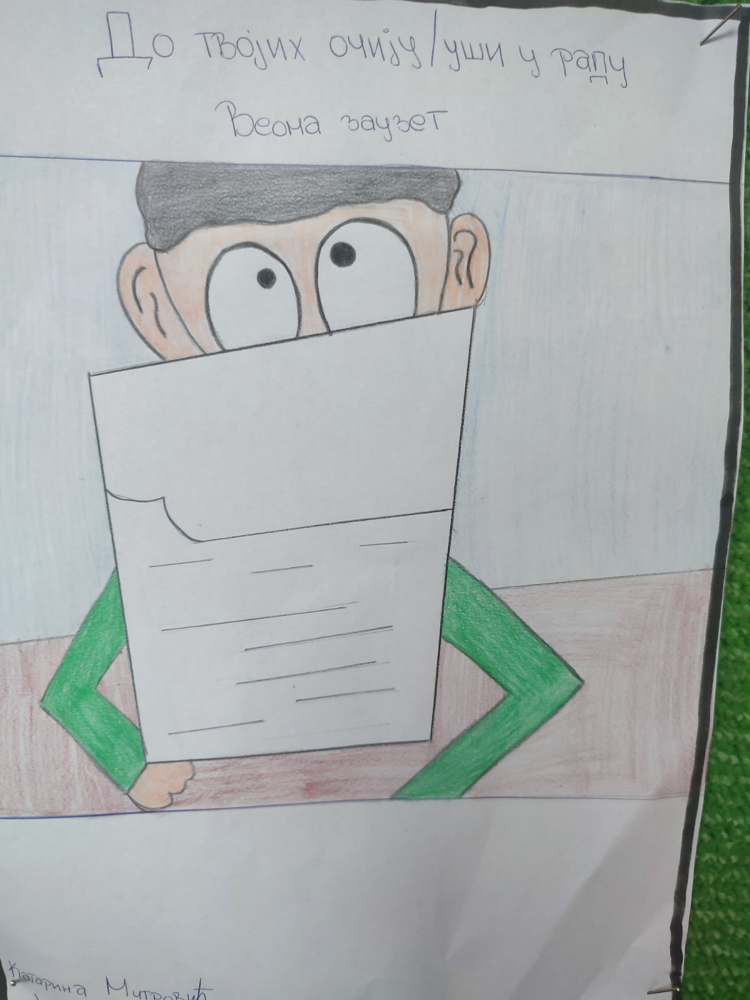 До твојих очију/уши у раду
Веома заузет
Катарина Митровић